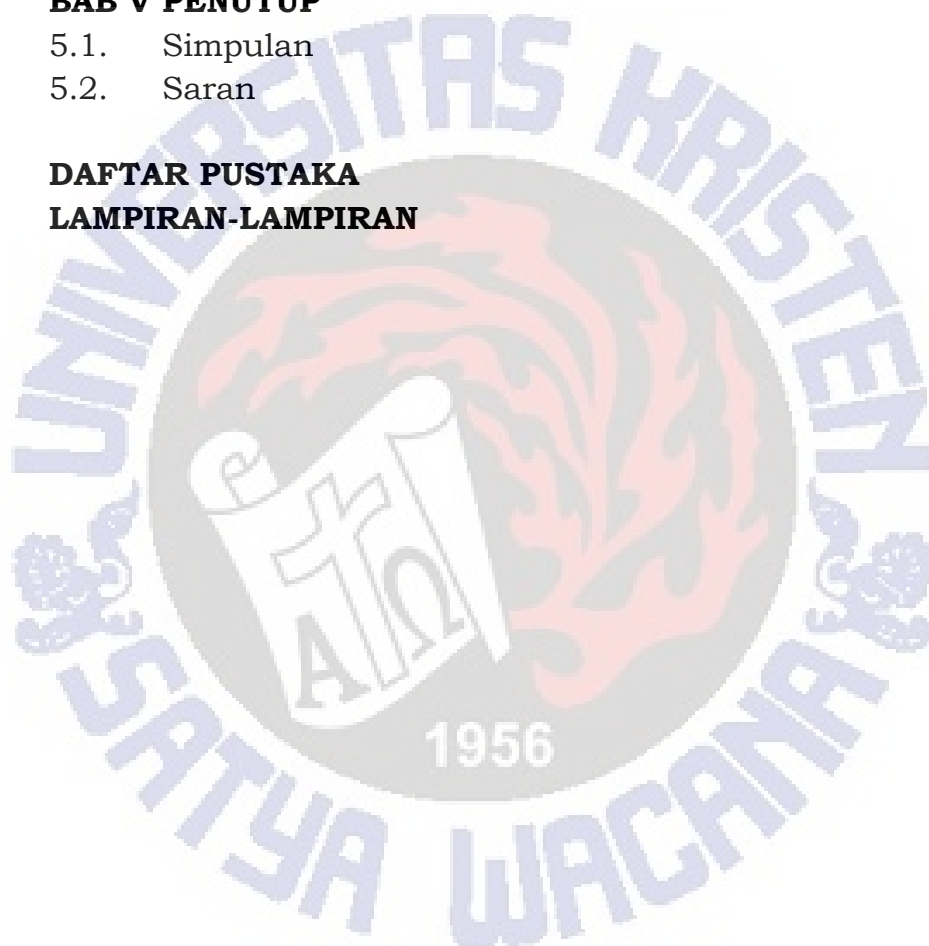 BAB V PENUTUP
5.1. Simpulan
5.2. Saran
DAFTAR PUSTAKA
LAMPIRAN-LAMPIRAN
UNIVERSITAS KRISTEN
SATYA WACANA
1956
Α Ω